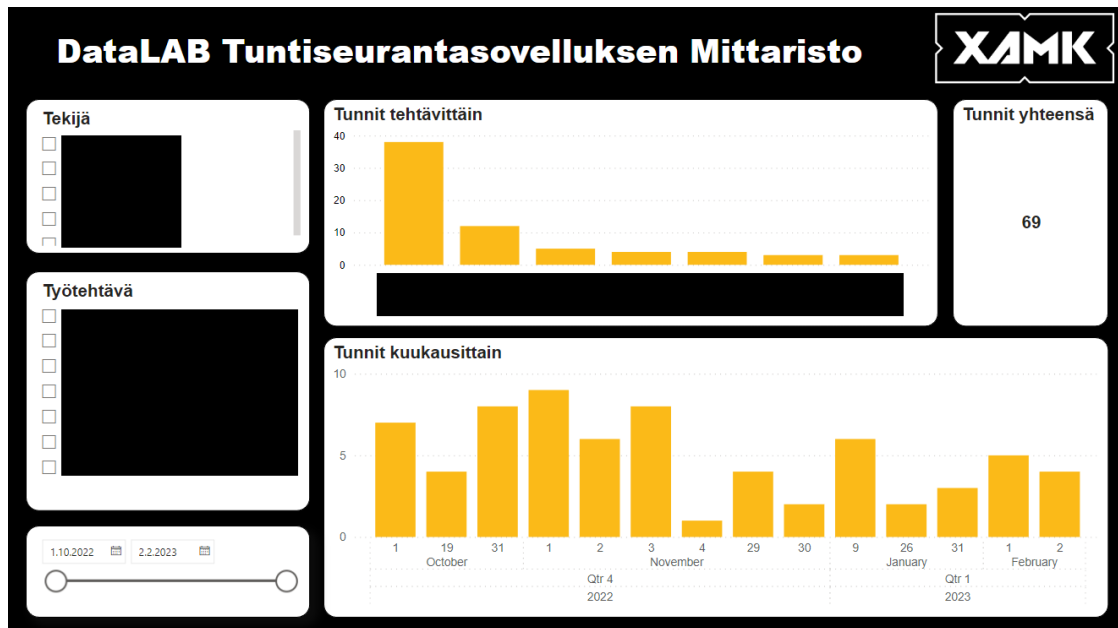 DataLAB Tuntiseurantasovelluksen Mittaristo
XAMK
Tekijä
Työtehtävä
1.10.2022 2.2.2023
Tunnit tehtävittäin
40
30
20
10
0
Tunnit yhteensä
69
Tunnit kuukausittain
10
5
0
1 19 31 1 2 3 4 29 30 9 26 31 1 2
October November January February
Qtr 4 Qtr 1
2022 2023